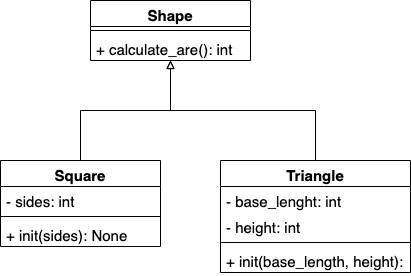 Shape
+ calculate_are(): int
Square
- sides: int
+ init(sides): None
Triangle
- base_lenght: int
- height: int
+ init(base_length, height):